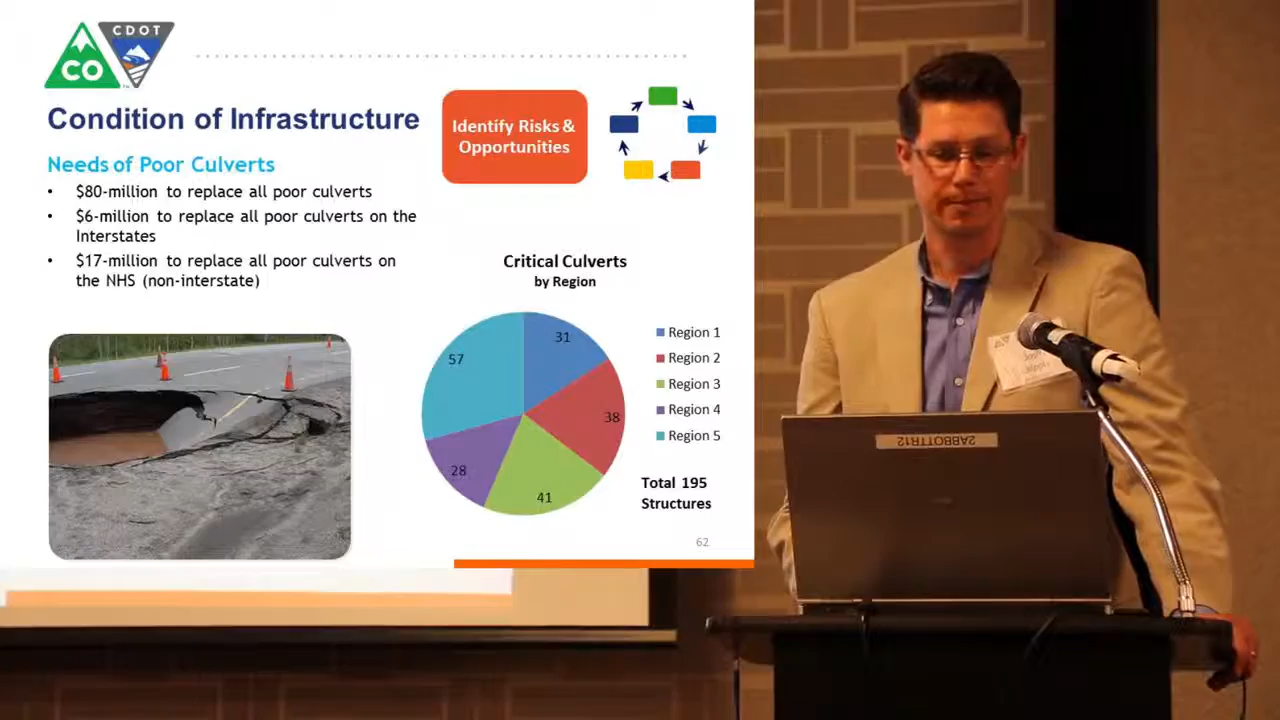 CDOT
CO
Condition of Infrastructure
Identify Risks &
Opportunities
Needs of Poor Culverts
• $80-million to replace all poor culverts
• $6-million to replace all poor culverts on the
Interstates
• $17-million to replace all poor culverts on
the NHS (non-interstate)
Critical Culverts
by Region
31
38
41
28
57
Region 1
Region 2
Region 3
Region 4
Region 5
Total 195
Structures
62
2ABBOTTR12
Josh